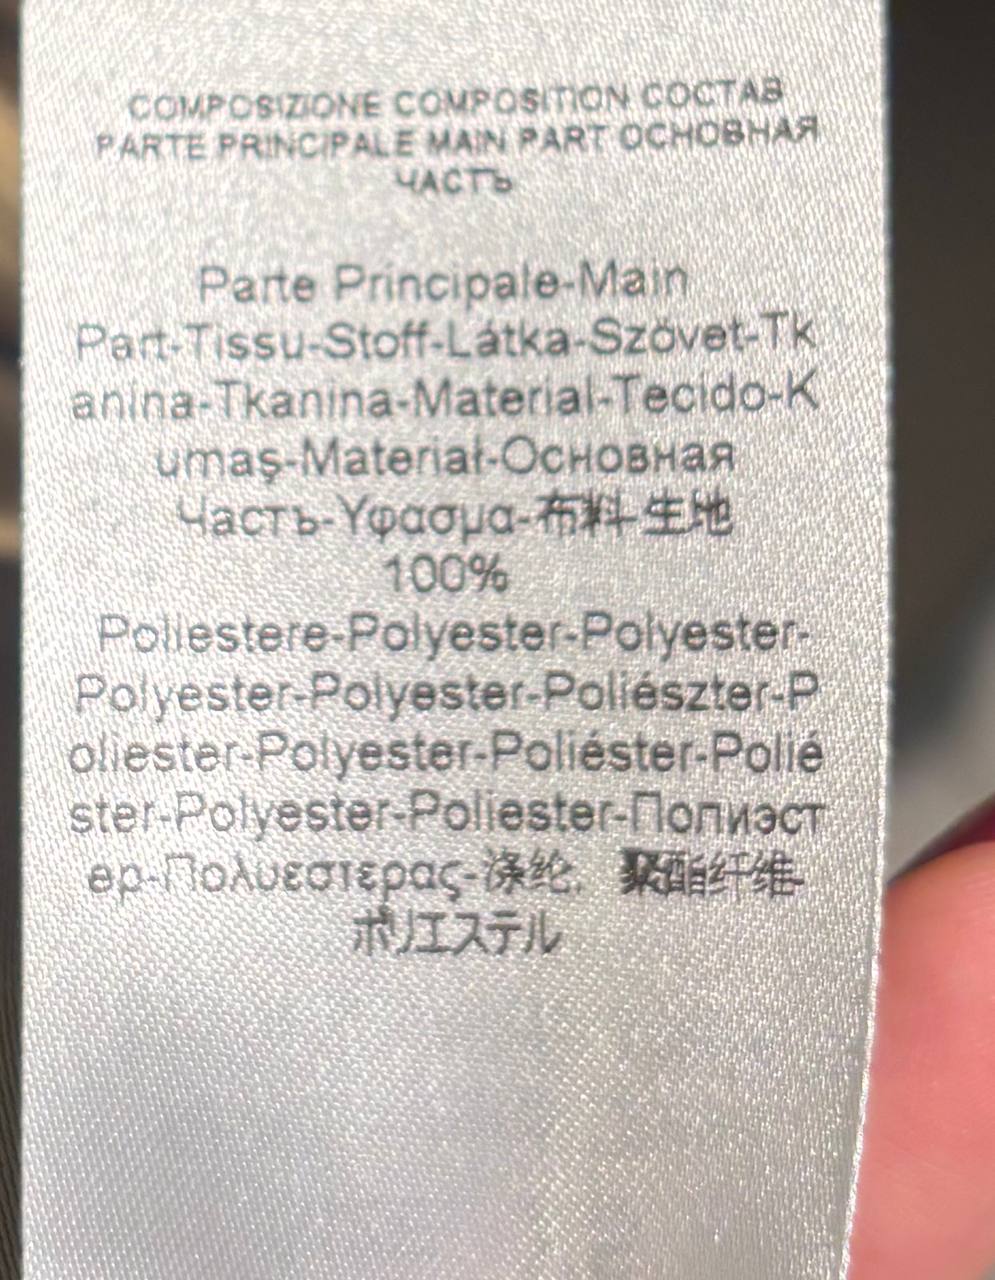 COMPOSIZIONE COMPOSITION СОСТАВ
PARTE PRINCIPALE MAIN PART ОСНОВНАЯ
ЧАСТЬ
Parte Principale-Main
Part-Tissu-Stoff-Látka-Szövet-Tk
anina-Tkanina-Material-Tecido-K
umaş-Materiał-Основная
Часть-Υφασμα-布料-生地
100%
Poliestere-Polyester-Polyester-
Polyester-Polyester-Poliészter-P
oliester-Polyester-Poliéster-Polié
ster-Polyester-Poliester-Полиэст
ер-Πολυεστερας-涤纶, 聚酯纤维-
ポリエステル